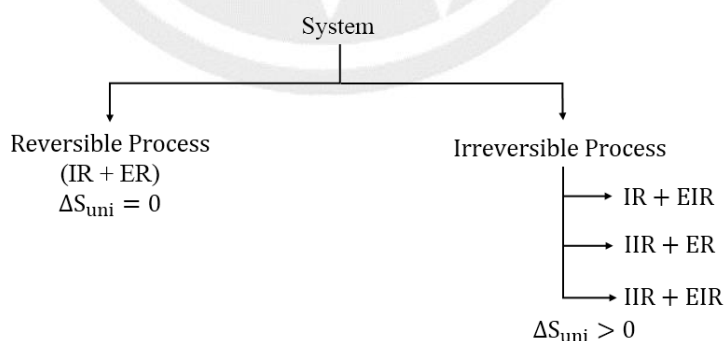 System
Reversible Process
(IR + ER)
ΔS_uni = 0
Irreversible Process
IR + EIR
IIR + ER
IIR + EIR
ΔS_uni > 0